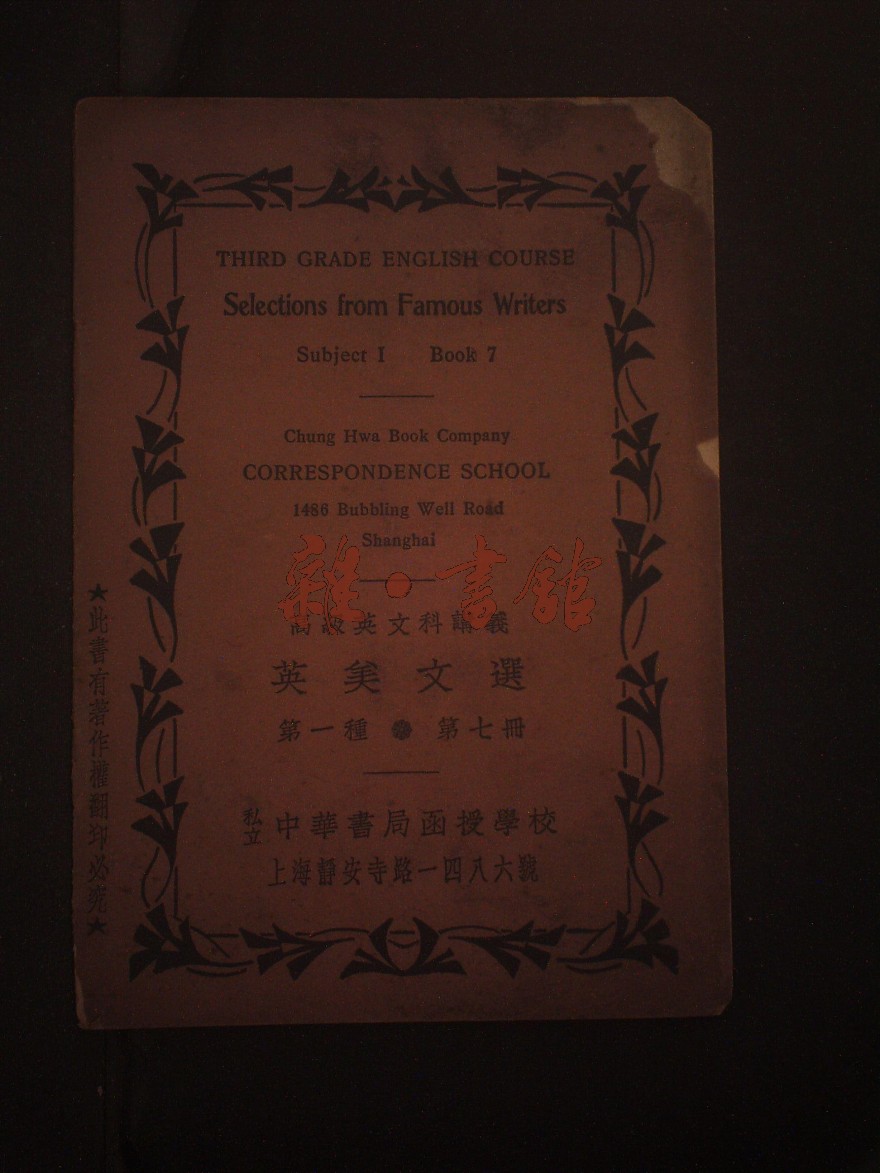 THIRD GRADE ENGLISH COURSE
Selections from Famous Writers
Subject I Book 7
Chung Hwa Book Company
CORRESPONDENCE SCHOOL
1486 Bubbling Well Road
Shanghai
雜·書館
高級英文科講義
英美文選
第一種 第七冊
私立中華書局函授學校
上海靜安寺路一四八六號
★此書有著作權翻印必究★